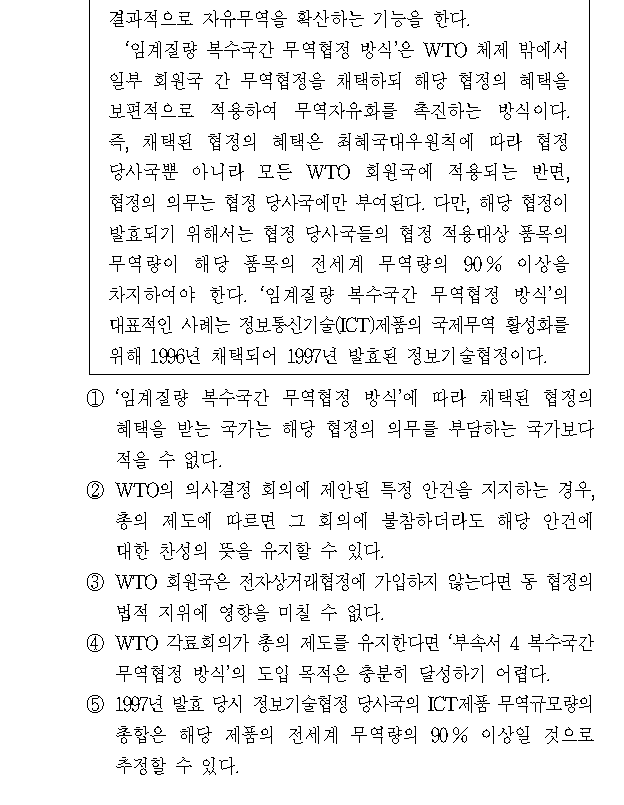 결과적으로 자유무역을 확산하는 기능을 한다.
‘임계질량 복수국간 무역협정 방식’은 WTO 체제 밖에서
일부 회원국 간 무역협정을 채택하되 해당 협정의 혜택을
보편적으로 적용하여 무역자유화를 촉진하는 방식이다.
즉, 채택된 협정의 혜택은 최혜국대우원칙에 따라 협정
당사국뿐 아니라 모든 WTO 회원국에 적용되는 반면,
협정의 의무는 협정 당사국에만 부여된다. 다만, 해당 협정이
발효되기 위해서는 협정 당사국들의 협정 적용대상 품목의
무역량이 해당 품목의 전세계 무역량의 90% 이상을
차지하여야 한다. ‘임계질량 복수국간 무역협정 방식’의
대표적인 사례는 정보통신기술(ICT)제품의 국제무역 활성화를
위해 1996년 채택되어 1997년 발효된 정보기술협정이다.
① ‘임계질량 복수국간 무역협정 방식’에 따라 채택된 협정의
혜택을 받는 국가는 해당 협정의 의무를 부담하는 국가보다
적을 수 없다.
② WTO의 의사결정 회의에 제안된 특정 안건을 지지하는 경우,
총의 제도에 따르면 그 회의에 불참하더라도 해당 안건에
대한 찬성의 뜻을 유지할 수 있다.
③ WTO 회원국은 전자상거래협정에 가입하지 않는다면 동 협정의
법적 지위에 영향을 미칠 수 없다.
④ WTO 각료회의가 총의 제도를 유지한다면 ‘부속서 4 복수국간
무역협정 방식’의 도입 목적은 충분히 달성하기 어렵다.
⑤ 1997년 발효 당시 정보기술협정 당사국의 ICT제품 무역규모량의
총합은 해당 제품의 전세계 무역량의 90% 이상일 것으로
추정할 수 있다.